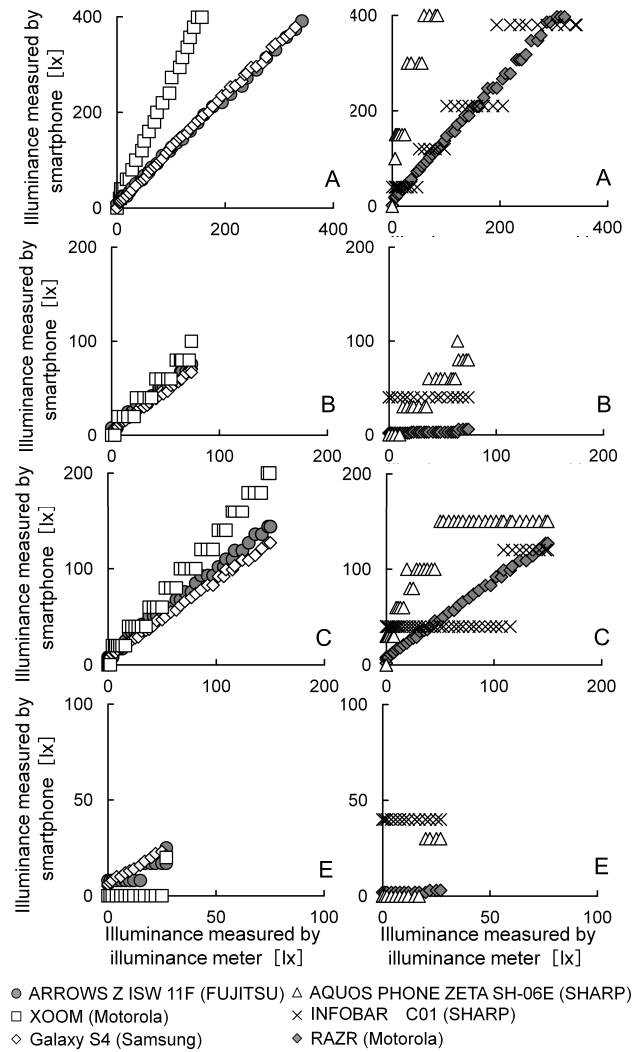 Illuminance measured by
smartphone [lx]
400
200
0
0
200
400
A
400
200
0
0
200
400
A
Illuminance measured by
smartphone [lx]
200
100
0
0
100
200
B
200
100
0
0
100
200
B
Illuminance measured by
smartphone [lx]
200
100
0
0
100
200
C
200
100
0
0
100
200
C
Illuminance measured by
smartphone [lx]
100
50
0
0
50
100
E
100
50
0
0
50
100
E
Illuminance measured by
illuminance meter [lx]
Illuminance measured by
illuminance meter [lx]
ARROWS Z ISW 11F (FUJITSU)
AQUOS PHONE ZETA SH-06E (SHARP)
XOOM (Motorola)
INFOBAR C01 (SHARP)
Galaxy S4 (Samsung)
RAZR (Motorola)